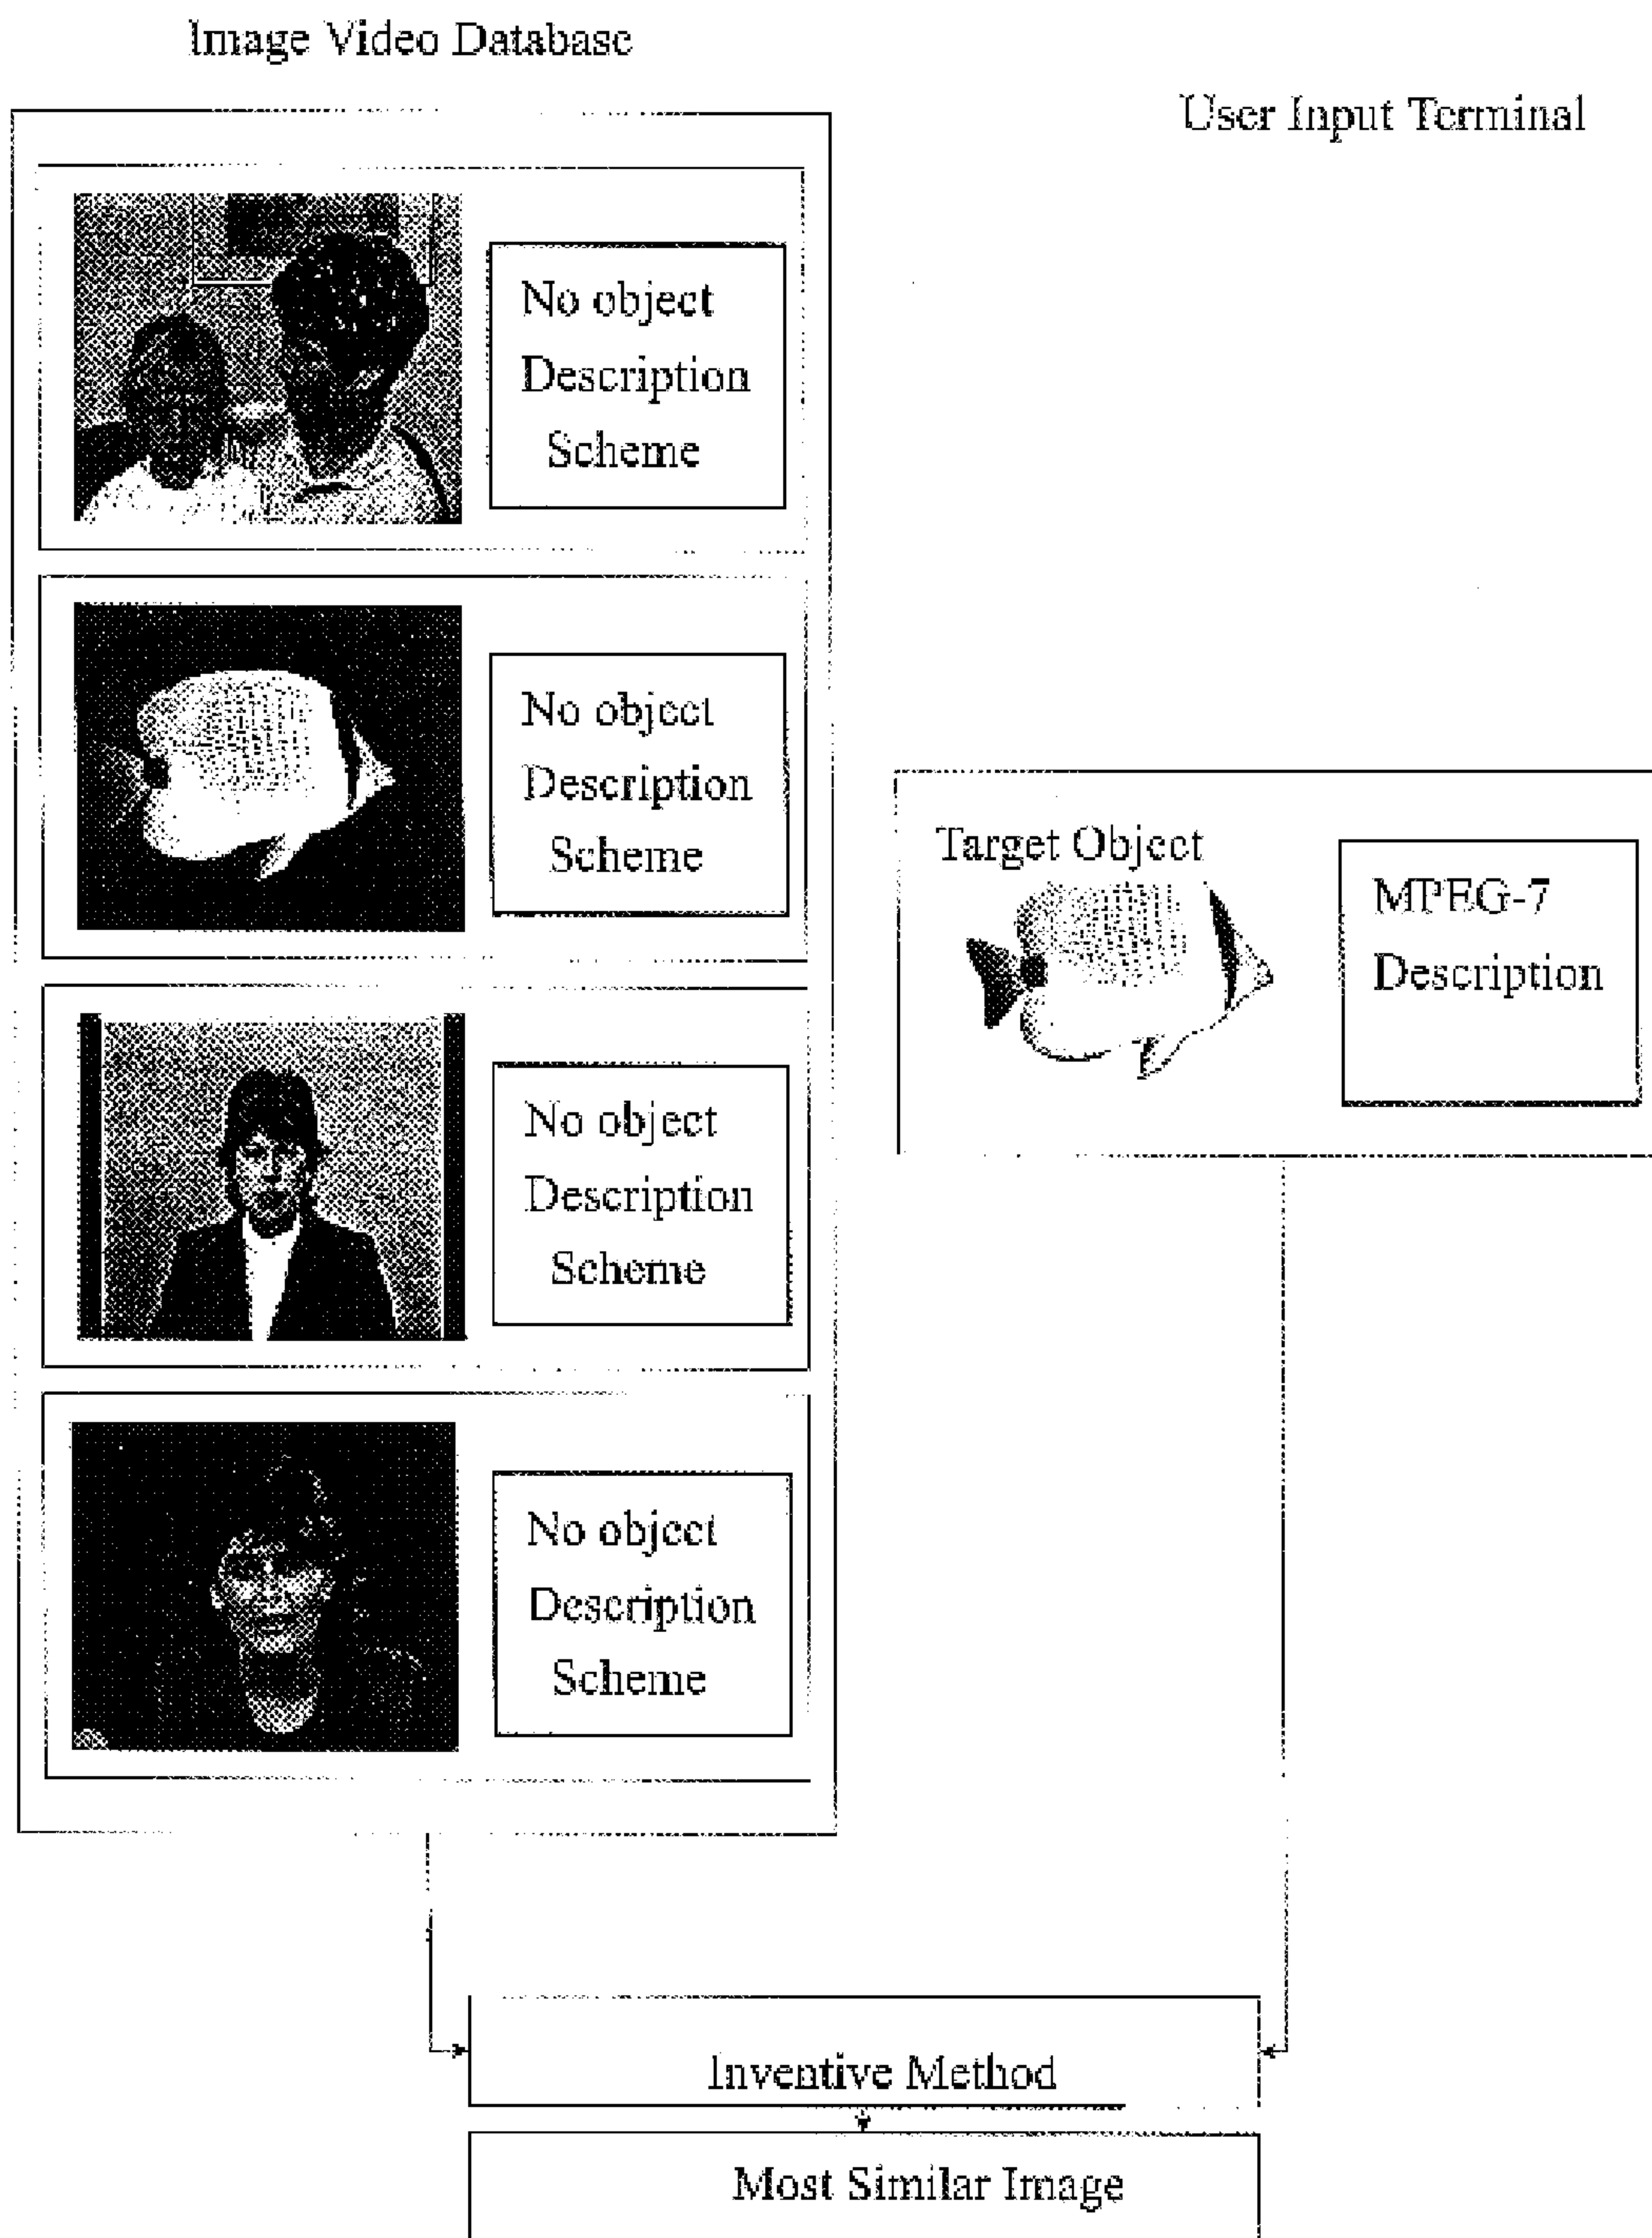 Image Video Database
User Input Terminal
No object
Description
Scheme
No object
Description
Scheme
Target Object
MPEG-7
Description
No object
Description
Scheme
No object
Description
Scheme
Inventive Method
Most Similar Image